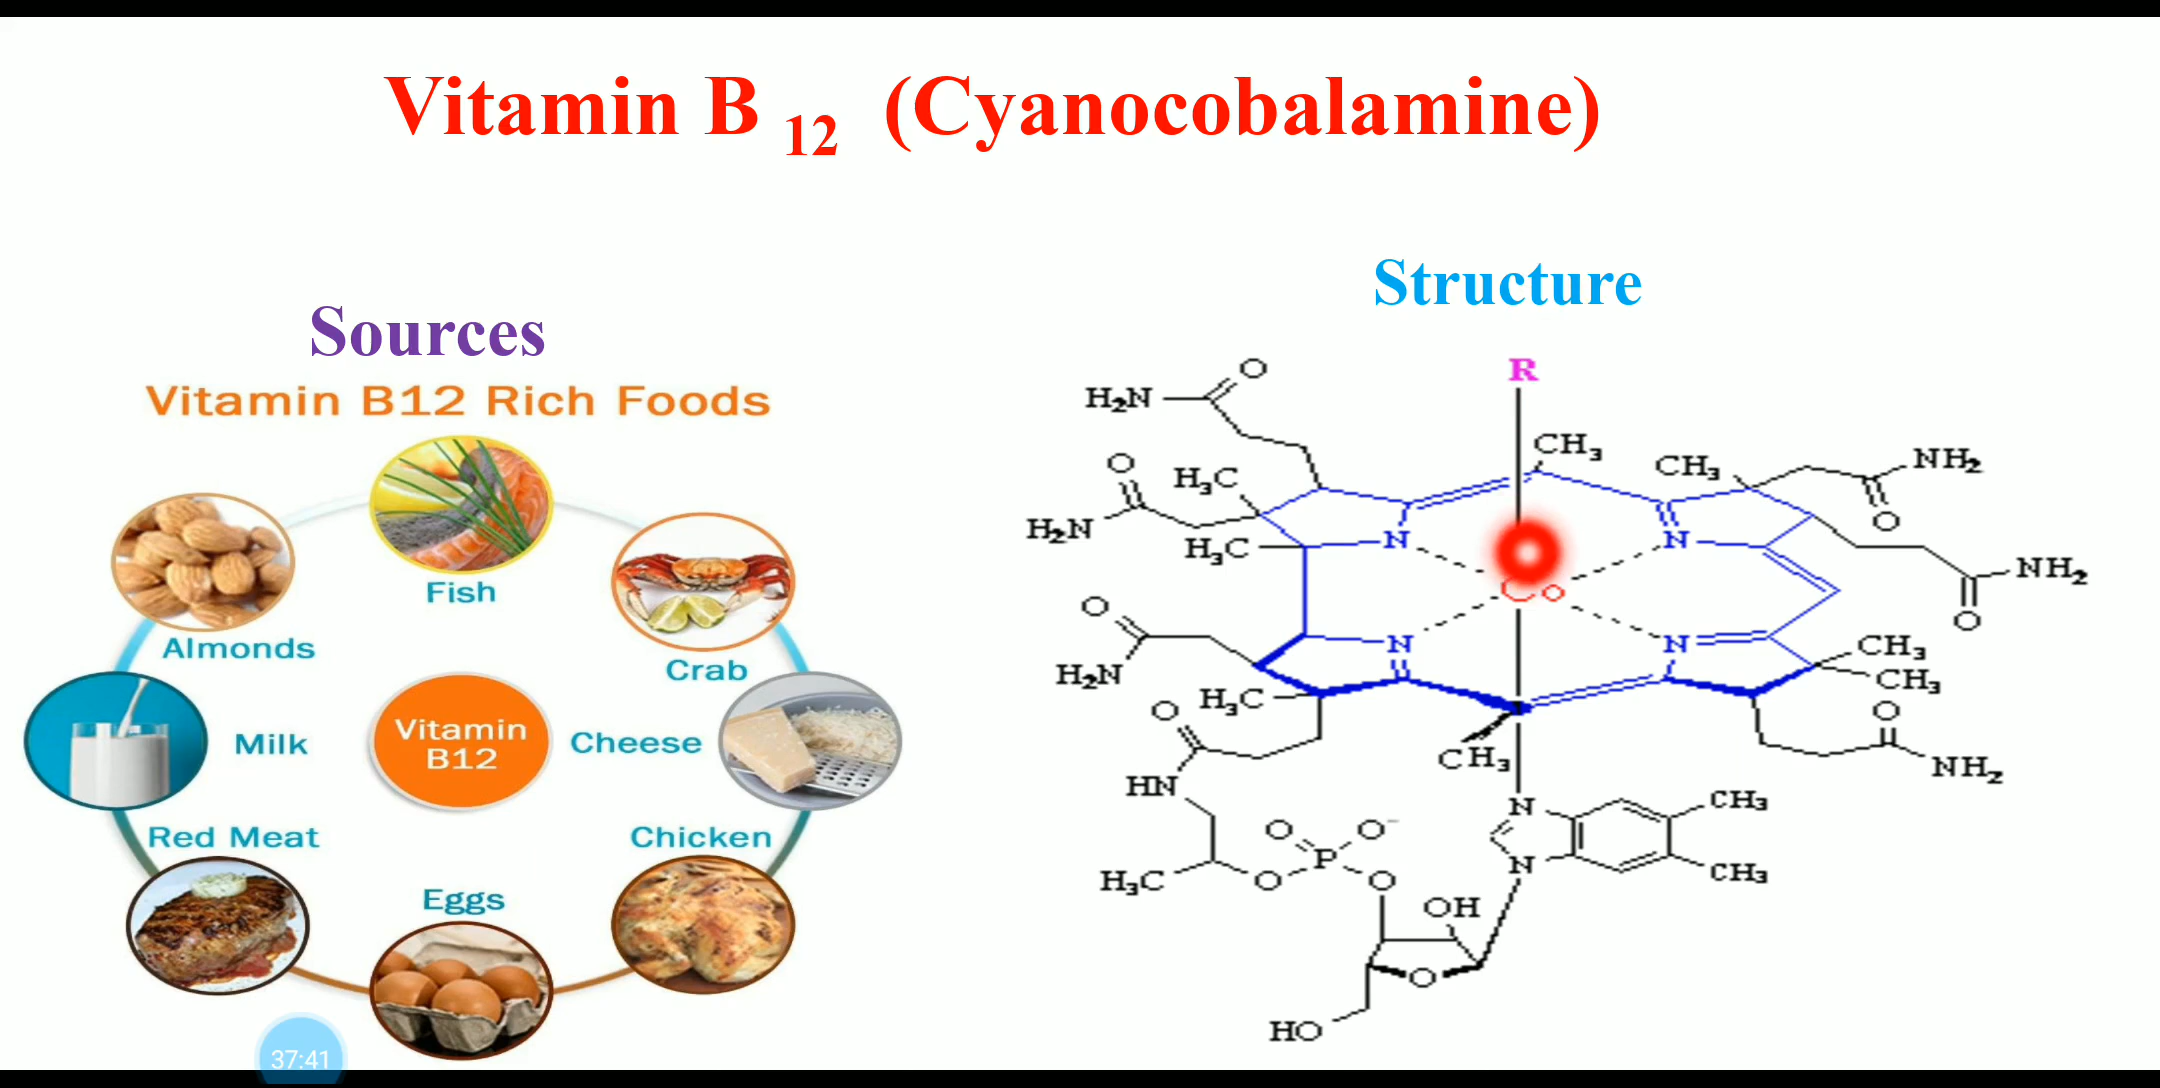 Vitamin B 12 (Cyanocobalamine)
Structure
Sources
Vitamin B12 Rich Foods
Fish
Almonds
Crab
Milk
Vitamin
B12
Cheese
Red Meat
Chicken
Eggs
37:41
R
O
H₂N
CH₃
CH₃
NH₂
O
H₃C
O
H₂N
H₃C
N
N
NH₂
Co
O
O
N
N
CH₃
H₂N
H₃C
CH₃
O
O
CH₃
NH₂
HN
N
CH₃
O
O⁻
P
N
CH₃
H₃C
O
O
OH
O
HO